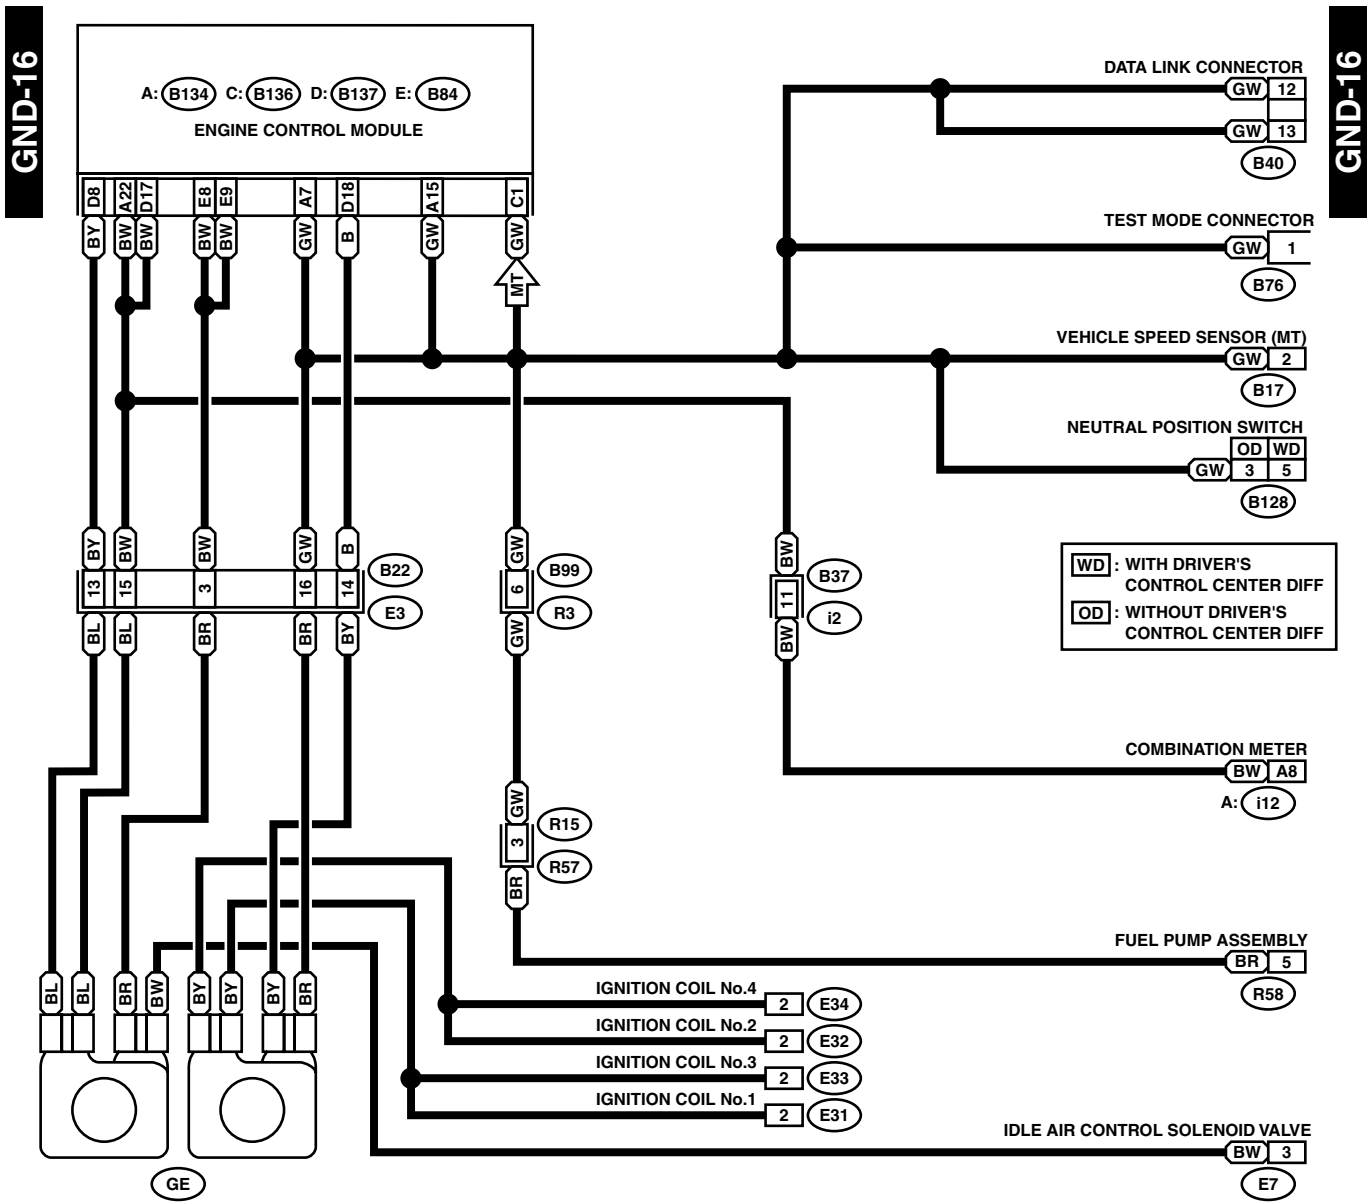 GND-16
GND-16
A: B134 C: B136 D: B137 E: B84
ENGINE CONTROL MODULE
D8 A22 D17 E8 E9 A7 D18 A15 C1
BY BW BW BW BW GW B GW GW
MT
DATA LINK CONNECTOR
GW 12
GW 13
B40
TEST MODE CONNECTOR
GW 1
B76
VEHICLE SPEED SENSOR (MT)
GW 2
B17
NEUTRAL POSITION SWITCH
OD WD
GW 3 5
B128
WD : WITH DRIVER'S
CONTROL CENTER DIFF
OD : WITHOUT DRIVER'S
CONTROL CENTER DIFF
BY BW BW GW B
13 15 3 16 14
B22
E3
BL BL BR BR BY
GW
6
B99
R3
GW
BW
11
B37
i2
BW
COMBINATION METER
BW A8
A: i12
GW
3
R15
R57
BR
FUEL PUMP ASSEMBLY
BR 5
R58
BL BL BR BW BY BY BY BR
IGNITION COIL No.4
2 E34
IGNITION COIL No.2
2 E32
IGNITION COIL No.3
2 E33
IGNITION COIL No.1
2 E31
IDLE AIR CONTROL SOLENOID VALVE
BW 3
E7
GE